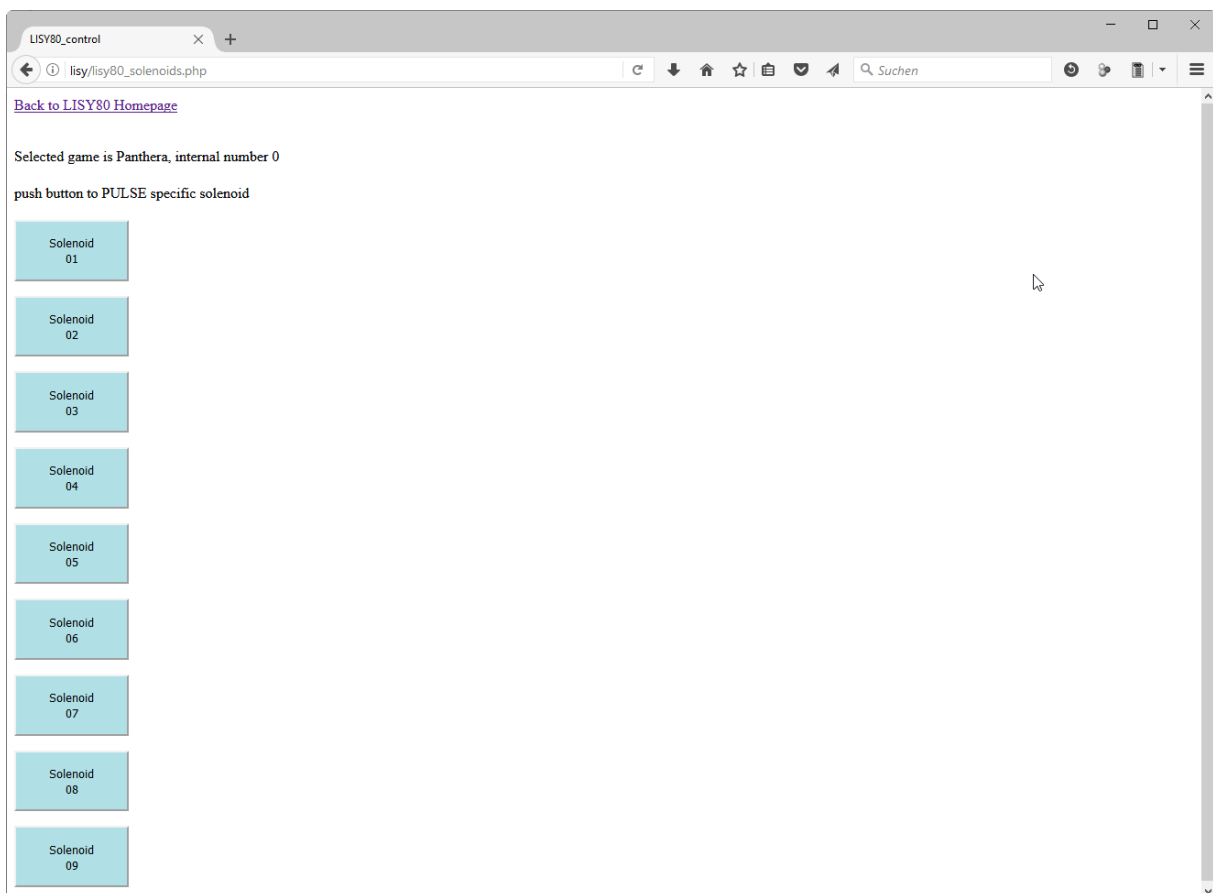 LISY80_control
lisy/lisy80_solenoids.php
Suchen
Back to LISY80 Homepage
Selected game is Panthera, internal number 0
push button to PULSE specific solenoid
Solenoid
01
Solenoid
02
Solenoid
03
Solenoid
04
Solenoid
05
Solenoid
06
Solenoid
07
Solenoid
08
Solenoid
09